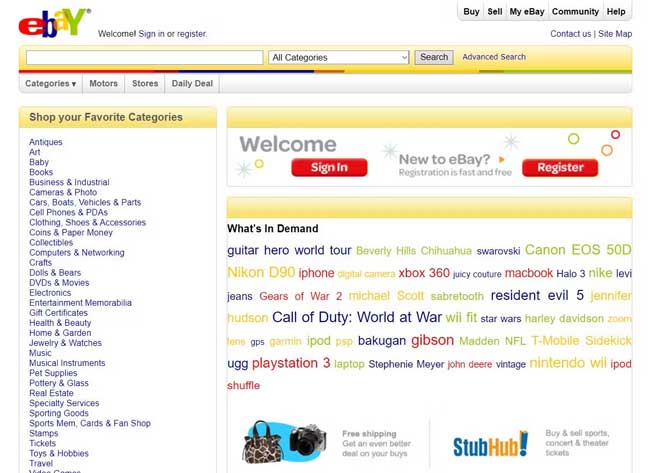 Buy Sell My eBay Community Help
ebaY®
Welcome! Sign in or register.
Contact us | Site Map
All Categories Search Advanced Search
Categories ▾ Motors Stores Daily Deal
Shop your Favorite Categories
Antiques
Art
Baby
Books
Business & Industrial
Cameras & Photo
Cars, Boats, Vehicles & Parts
Cell Phones & PDAs
Clothing, Shoes & Accessories
Coins & Paper Money
Collectibles
Computers & Networking
Crafts
Dolls & Bears
DVDs & Movies
Electronics
Entertainment Memorabilia
Gift Certificates
Health & Beauty
Home & Garden
Jewelry & Watches
Music
Musical Instruments
Pet Supplies
Pottery & Glass
Real Estate
Specialty Services
Sporting Goods
Sports Mem, Cards & Fan Shop
Stamps
Tickets
Toys & Hobbies
Travel
Video Games
Welcome
Sign In
New to eBay?
Registration is fast and free
Register
What's In Demand
guitar hero world tour Beverly Hills Chihuahua swarovski Canon EOS 50D
Nikon D90 iphone digital camera xbox 360 juicy couture macbook Halo 3 nike levi
jeans Gears of War 2 michael Scott sabretooth resident evil 5 jennifer
hudson Call of Duty: World at War wii fit star wars harley davidson zoom
lens gps garmin ipod psp bakugan gibson Madden NFL T-Mobile Sidekick
ugg playstation 3 laptop Stephenie Meyer john deere vintage nintendo wii ipod
shuffle
Free shipping
Get an even better
deal on your buys
StubHub!
Buy & sell sports,
concert & theater
tickets